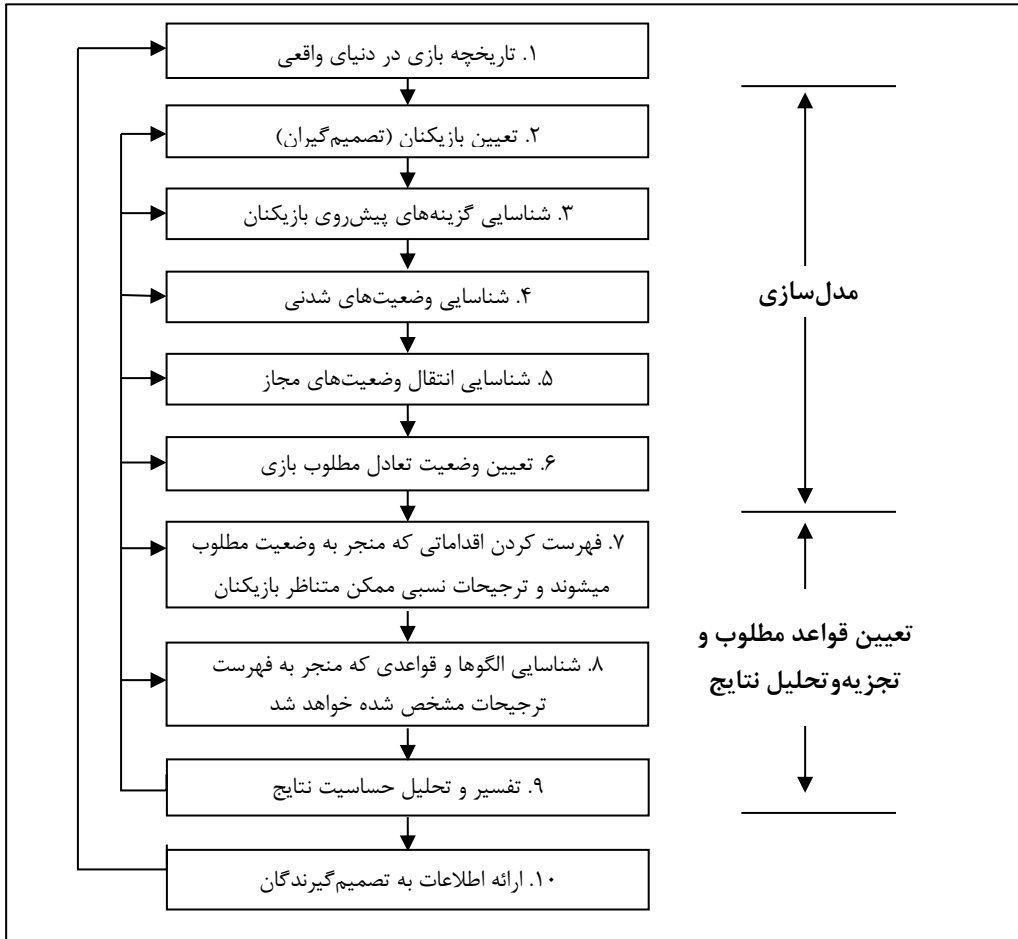 ۱. تاریخچه بازی در دنیای واقعی
۲. تعیین بازیکنان (تصمیم‌گیران)
۳. شناسایی گزینه‌های پیش‌روی بازیکنان
۴. شناسایی وضعیت‌های شدنی
۵. شناسایی انتقال وضعیت‌های مجاز
۶. تعیین وضعیت تعادل مطلوب بازی
۷. فهرست کردن اقداماتی که منجر به وضعیت مطلوب
میشوند و ترجیحات نسبی ممکن متناظر بازیکنان
۸. شناسایی الگوها و قواعدی که منجر به فهرست
ترجیحات مشخص شده خواهد شد
۹. تفسیر و تحلیل حساسیت نتایج
۱۰. ارائه اطلاعات به تصمیم‌گیرندگان
مدل‌سازی
تعیین قواعد مطلوب و
تجزیه‌وتحلیل نتایج